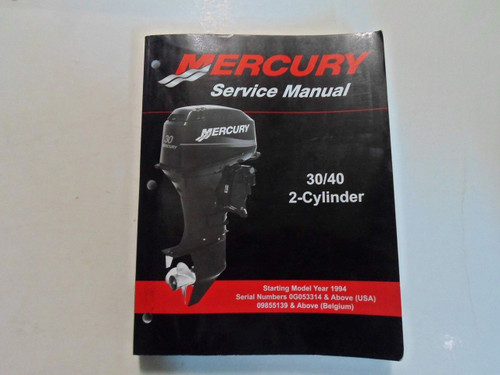 MERCURY
Service Manual
30
MERCURY
30/40
2-Cylinder
Starting Model Year 1994
Serial Numbers 0G053314 & Above (USA)
09855139 & Above (Belgium)